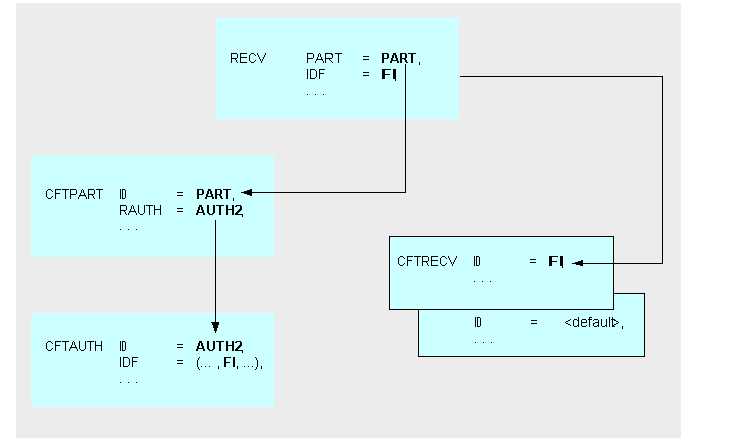 RECV PART = PART,
IDF = FI,
. . .
CFTPART ID = PART,
RAUTH = AUTH2,
. . .
CFTRECV ID = FI,
. . .
ID = <default>,
. . .
CFTAUTH ID = AUTH2,
IDF = (... , FI, ...),
. . .